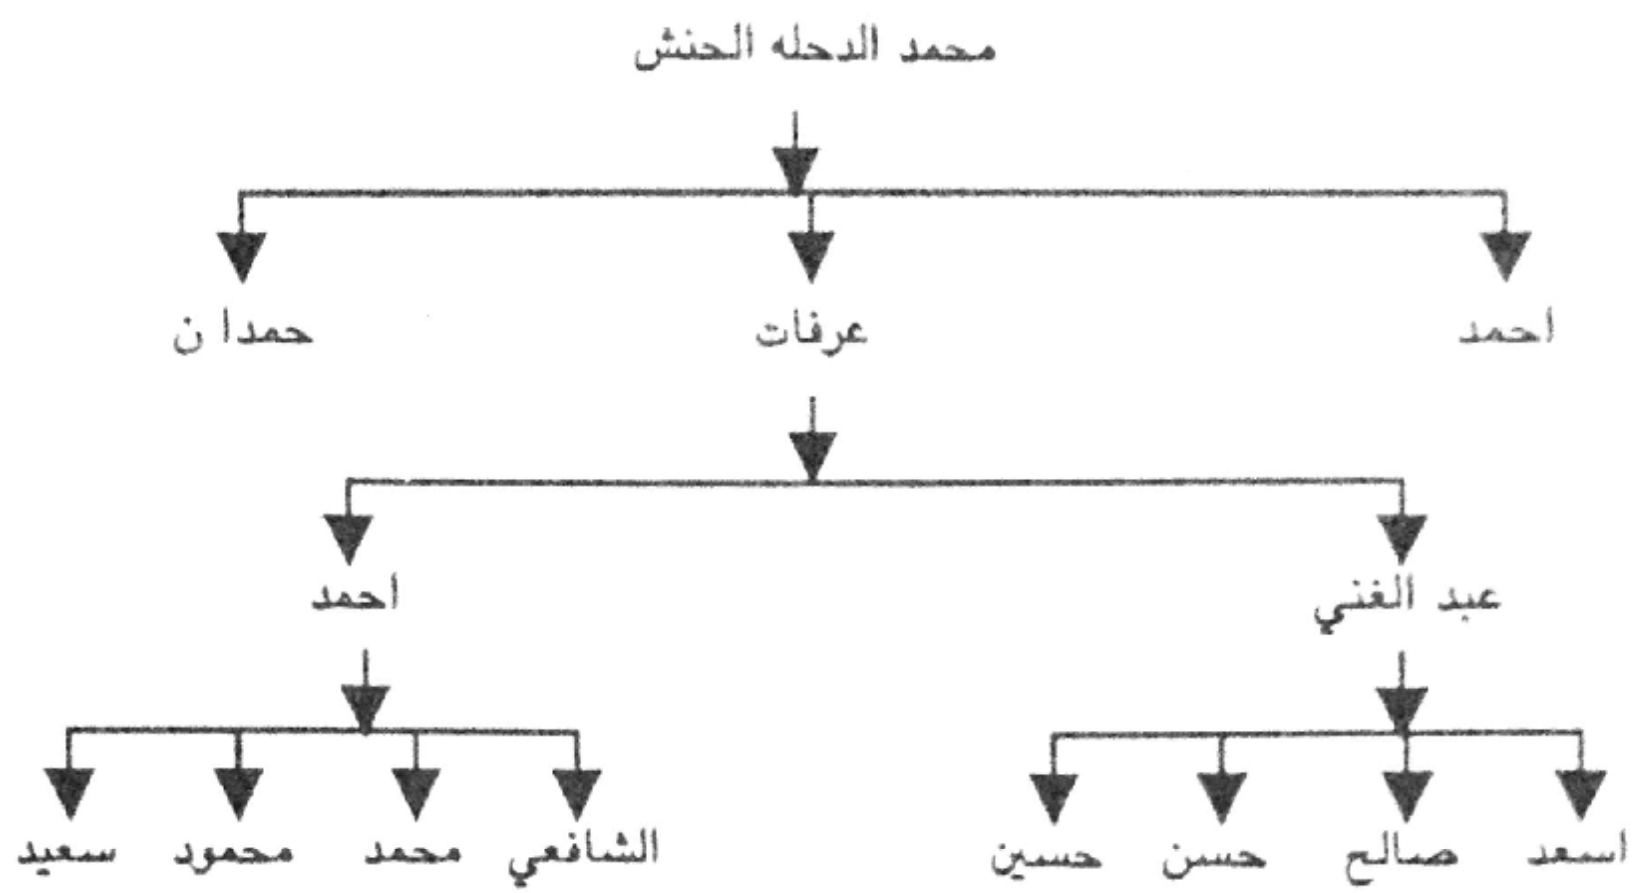 محمد الدحله الحنش
احمد عرفات حمدا ن
عبد الغني احمد
اسعد صالح حسن حسين الشافعي محمد محمود سعيد